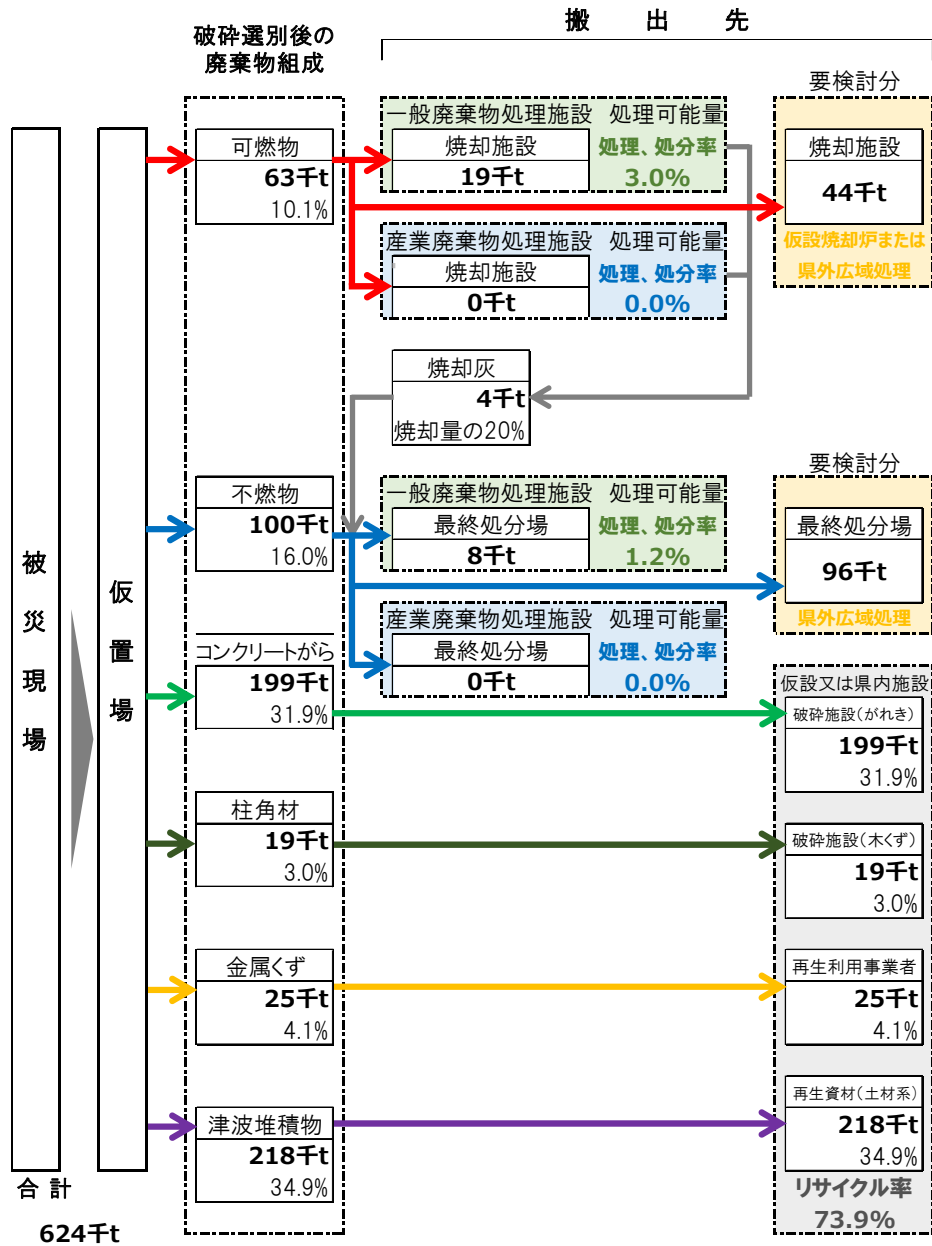 搬出先
破砕選別後の
廃棄物組成
要検討分
被災現場
仮置場
可燃物
63千t
10.1%
一般廃棄物処理施設 処理可能量
焼却施設
19千t
処理、処分率
3.0%
焼却施設
44千t
仮設焼却炉または
県外広域処理
産業廃棄物処理施設 処理可能量
焼却施設
0千t
処理、処分率
0.0%
焼却灰
4千t
焼却量の20%
要検討分
不燃物
100千t
16.0%
一般廃棄物処理施設 処理可能量
最終処分場
8千t
処理、処分率
1.2%
最終処分場
96千t
県外広域処理
産業廃棄物処理施設 処理可能量
最終処分場
0千t
処理、処分率
0.0%
コンクリートがら
199千t
31.9%
仮設又は県内施設
破砕施設(がれき)
199千t
31.9%
柱角材
19千t
3.0%
破砕施設(木くず)
19千t
3.0%
金属くず
25千t
4.1%
再生利用事業者
25千t
4.1%
津波堆積物
218千t
34.9%
再生資材(土材系)
218千t
34.9%
リサイクル率
73.9%
合計
624千t